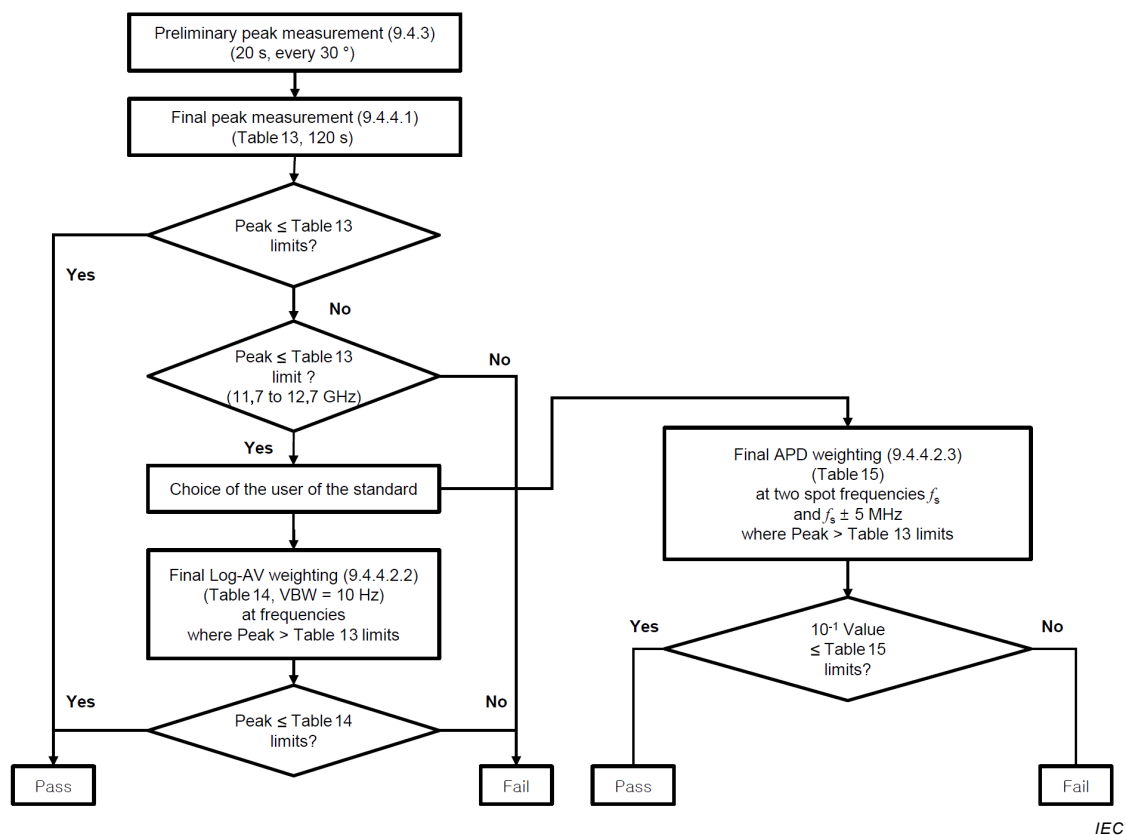 Preliminary peak measurement (9.4.3)
(20 s, every 30 °)
Final peak measurement (9.4.4.1)
(Table 13, 120 s)
Peak ≤ Table 13
limits?
Yes
No
Peak ≤ Table 13
limit ?
(11,7 to 12,7 GHz)
No
Yes
Choice of the user of the standard
Final Log-AV weighting (9.4.4.2.2)
(Table 14, VBW = 10 Hz)
at frequencies
where Peak > Table 13 limits
Peak ≤ Table 14
limits?
Yes
No
Pass
Fail
Final APD weighting (9.4.4.2.3)
(Table 15)
at two spot frequencies fs
and fs ± 5 MHz
where Peak > Table 13 limits
10-1 Value
≤ Table 15
limits?
Yes
No
Pass
Fail
IEC